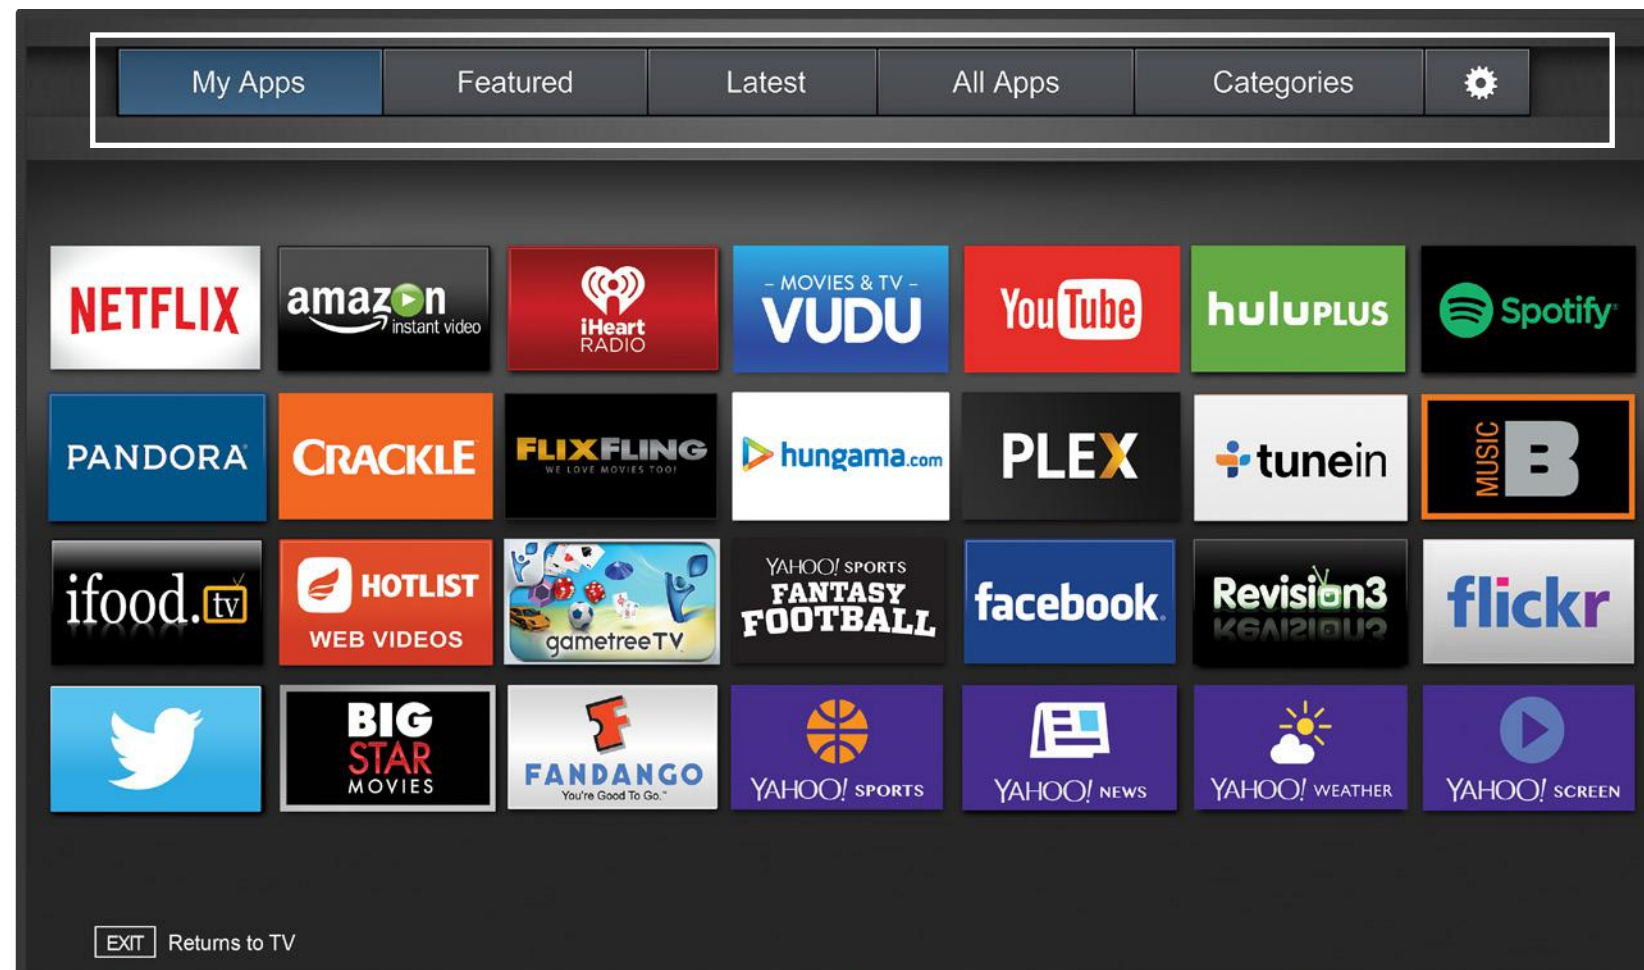 My Apps Featured Latest All Apps Categories
NETFLIX
amazon
instant video
iHeart
RADIO
- MOVIES & TV -
VUDU
YouTube
huluPLUS
Spotify
PANDORA
CRACKLE
FLIXFLING
WE LOVE MOVIES TOO!
hungama.com
PLEX
tunein
MUSIC
B
ifood.tv
HOTLIST
WEB VIDEOS
gametreeTV
YAHOO! SPORTS
FANTASY
FOOTBALL
facebook
Revision3
flickr
BIG
STAR
MOVIES
F
FANDANGO
You're Good To Go.™
YAHOO! SPORTS
YAHOO! NEWS
YAHOO! WEATHER
YAHOO! SCREEN
EXIT Returns to TV